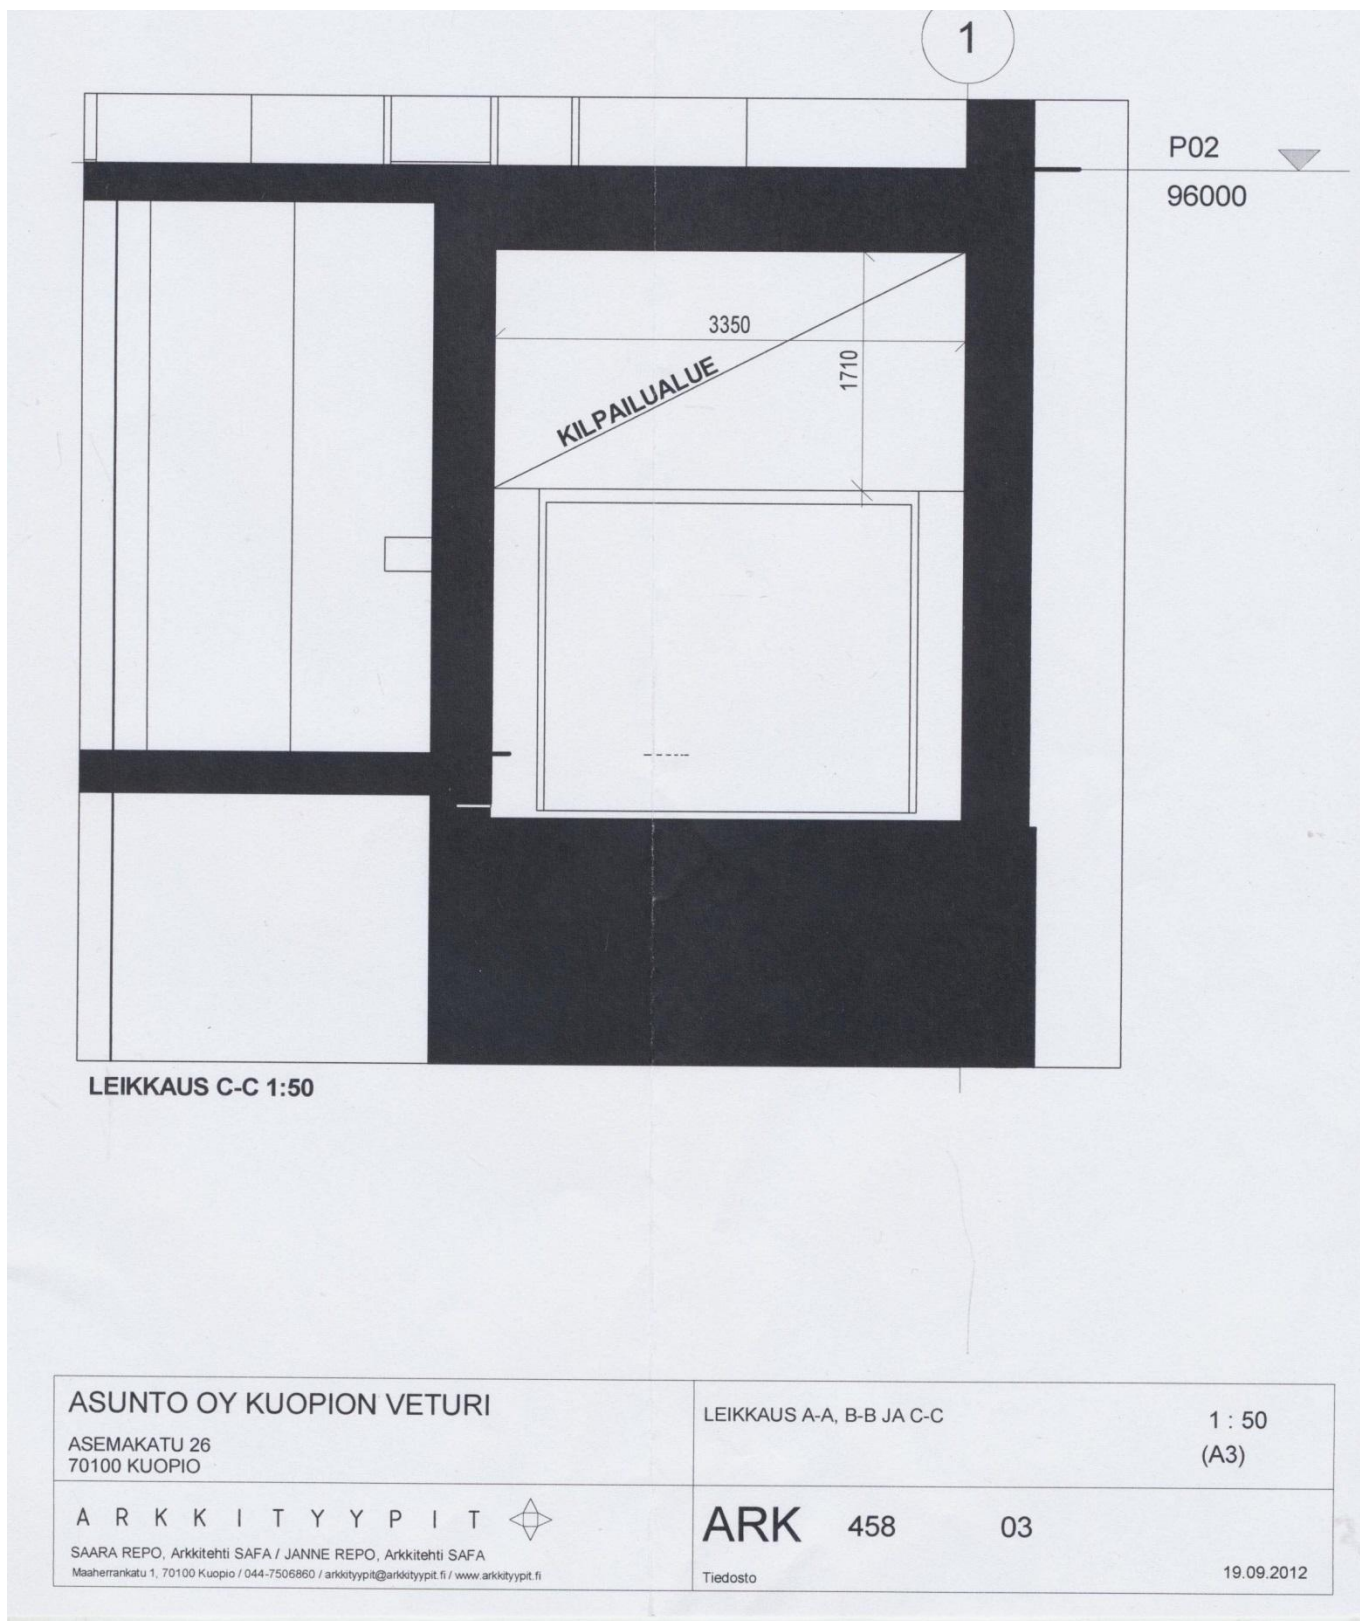 1
P02
96000
3350
1710
KILPAILUALUE
LEIKKAUS C-C 1:50
ASUNTO OY KUOPION VETURI
ASEMAKATU 26
70100 KUOPIO
LEIKKAUS A-A, B-B JA C-C
1 : 50
(A3)
ARKKITYYPIT
SAARA REPO, Arkkitehti SAFA / JANNE REPO, Arkkitehti SAFA
Maaherrankatu 1, 70100 Kuopio / 044-7506860 / arkkityypit@arkkityypit.fi / www.arkkityypit.fi
ARK 458 03
Tiedosto
19.09.2012